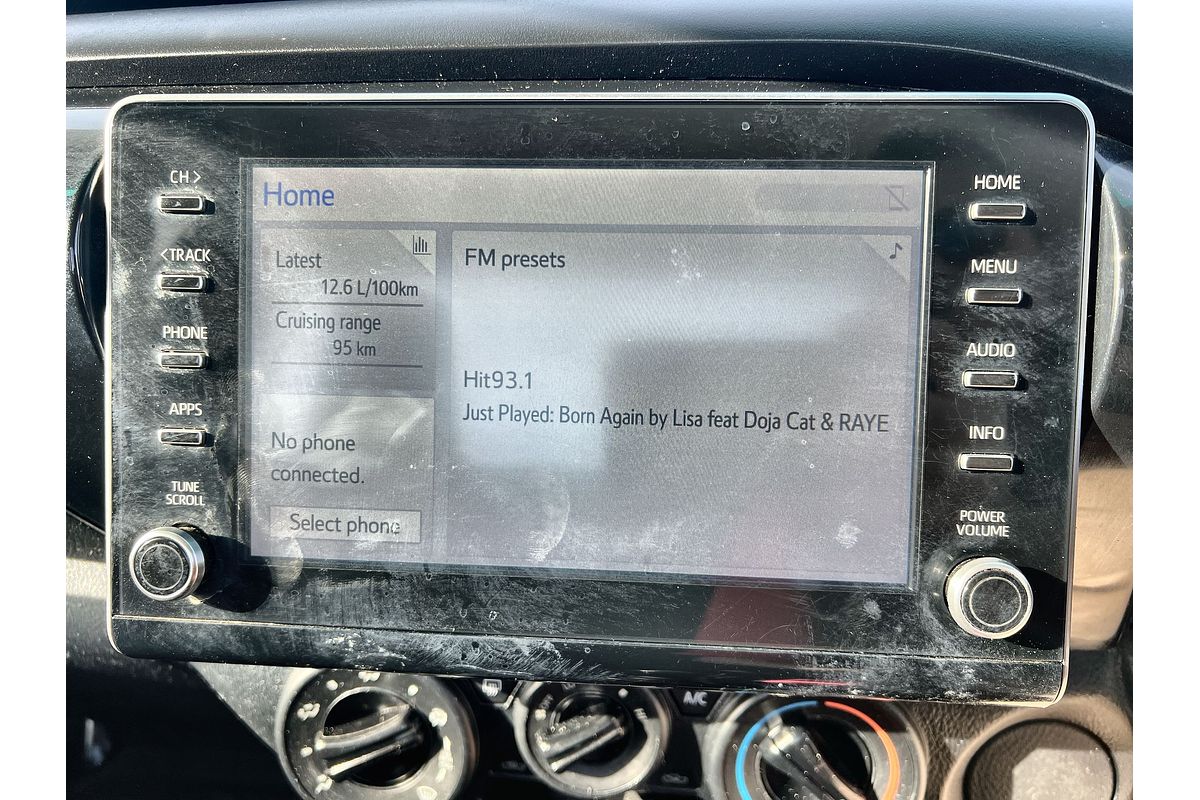 CH >
<TRACK
PHONE
APPS
TUNE
SCROLL
Home
Latest
12.6 L/100km
Cruising range
95 km
No phone
connected.
Select phone
FM presets
Hit93.1
Just Played: Born Again by Lisa feat Doja Cat & RAYE
HOME
MENU
AUDIO
INFO
POWER
VOLUME
A/C